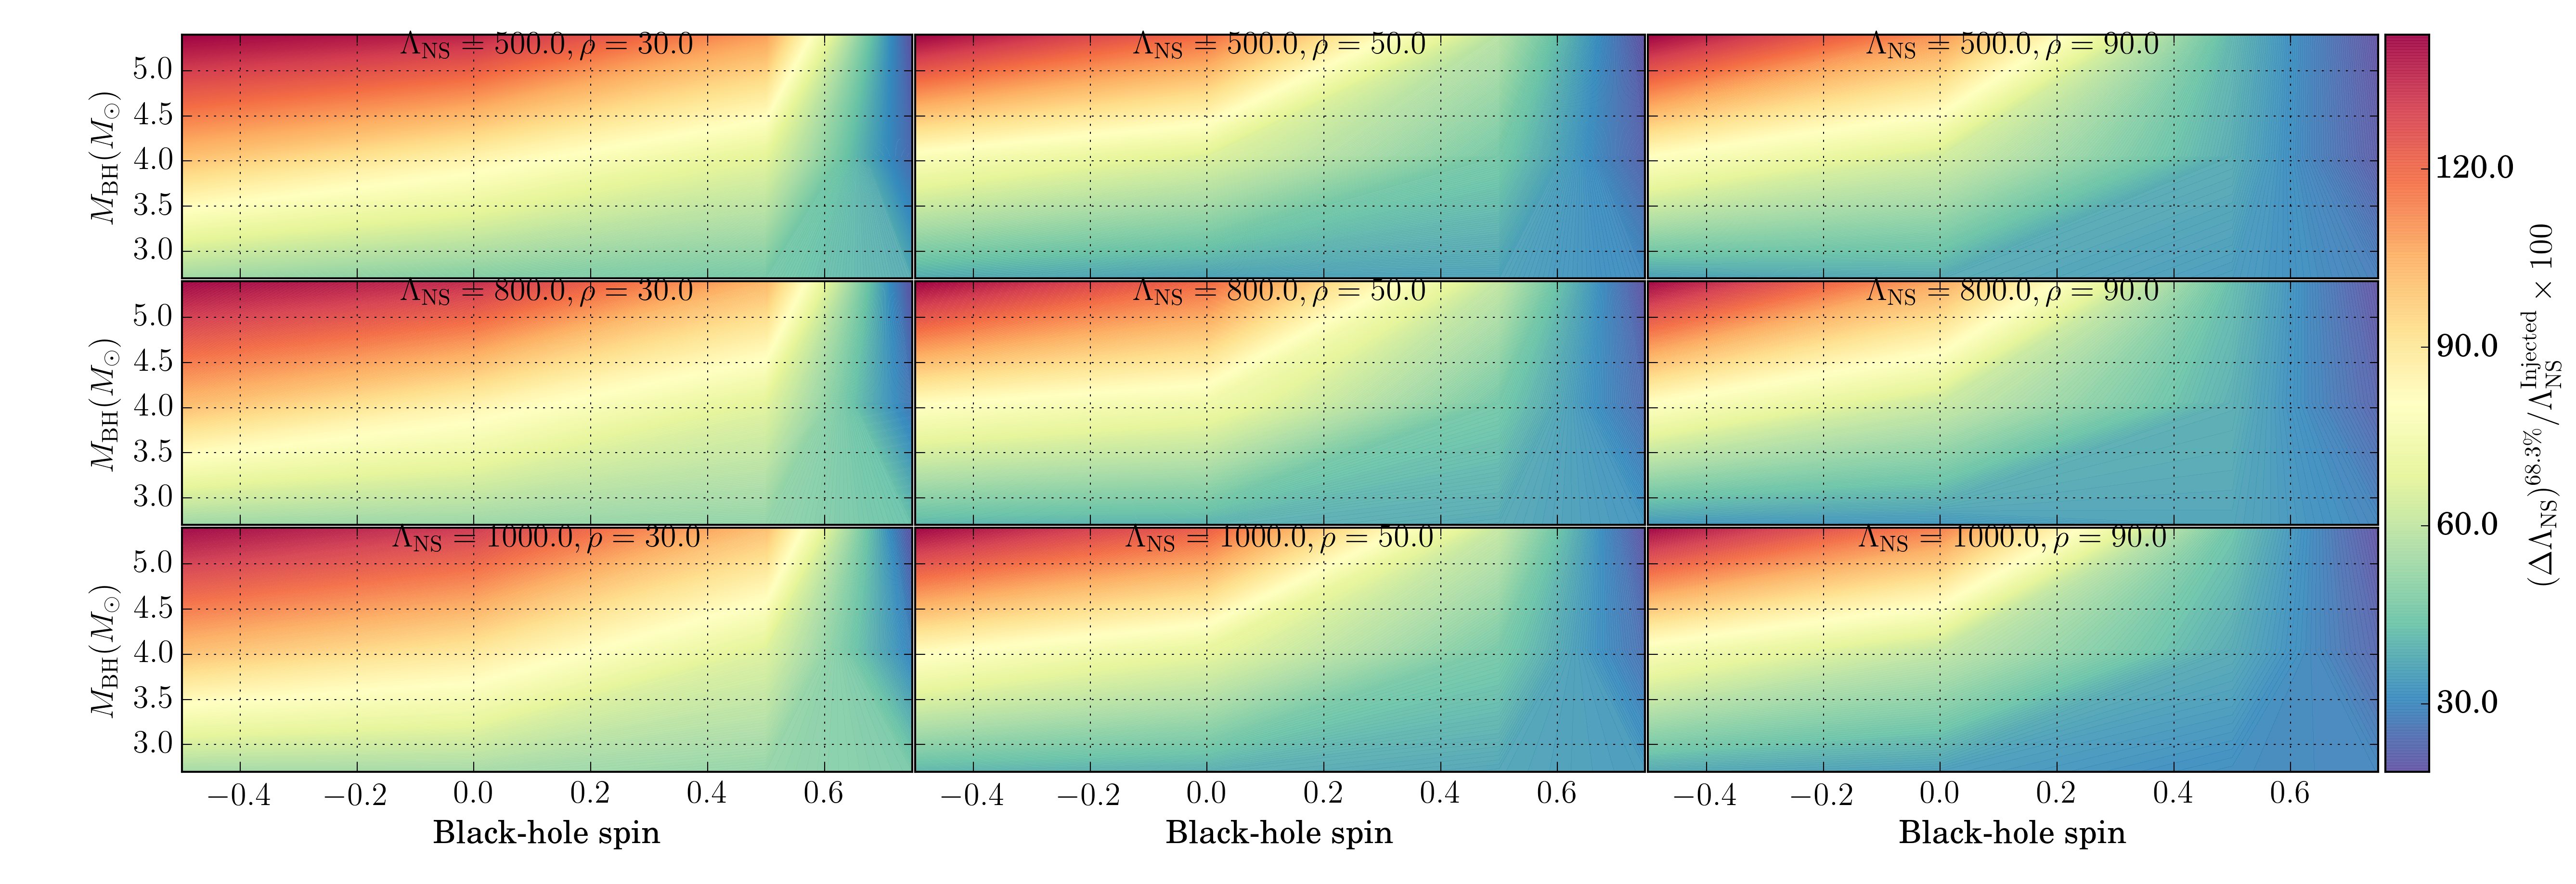 Λ_NS = 500.0, ρ = 30.0
Λ_NS = 500.0, ρ = 50.0
Λ_NS = 500.0, ρ = 90.0
M_BH(M_⊙)
5.0
4.5
4.0
3.5
3.0
Λ_NS = 800.0, ρ = 30.0
Λ_NS = 800.0, ρ = 50.0
Λ_NS = 800.0, ρ = 90.0
M_BH(M_⊙)
5.0
4.5
4.0
3.5
3.0
Λ_NS = 1000.0, ρ = 30.0
Λ_NS = 1000.0, ρ = 50.0
Λ_NS = 1000.0, ρ = 90.0
M_BH(M_⊙)
5.0
4.5
4.0
3.5
3.0
−0.4 −0.2 0.0 0.2 0.4 0.6
−0.4 −0.2 0.0 0.2 0.4 0.6
−0.4 −0.2 0.0 0.2 0.4 0.6
Black-hole spin
Black-hole spin
Black-hole spin
120.0
90.0
60.0
30.0
(ΔΛ_NS)^68.3%/Λ_NS^Injected × 100